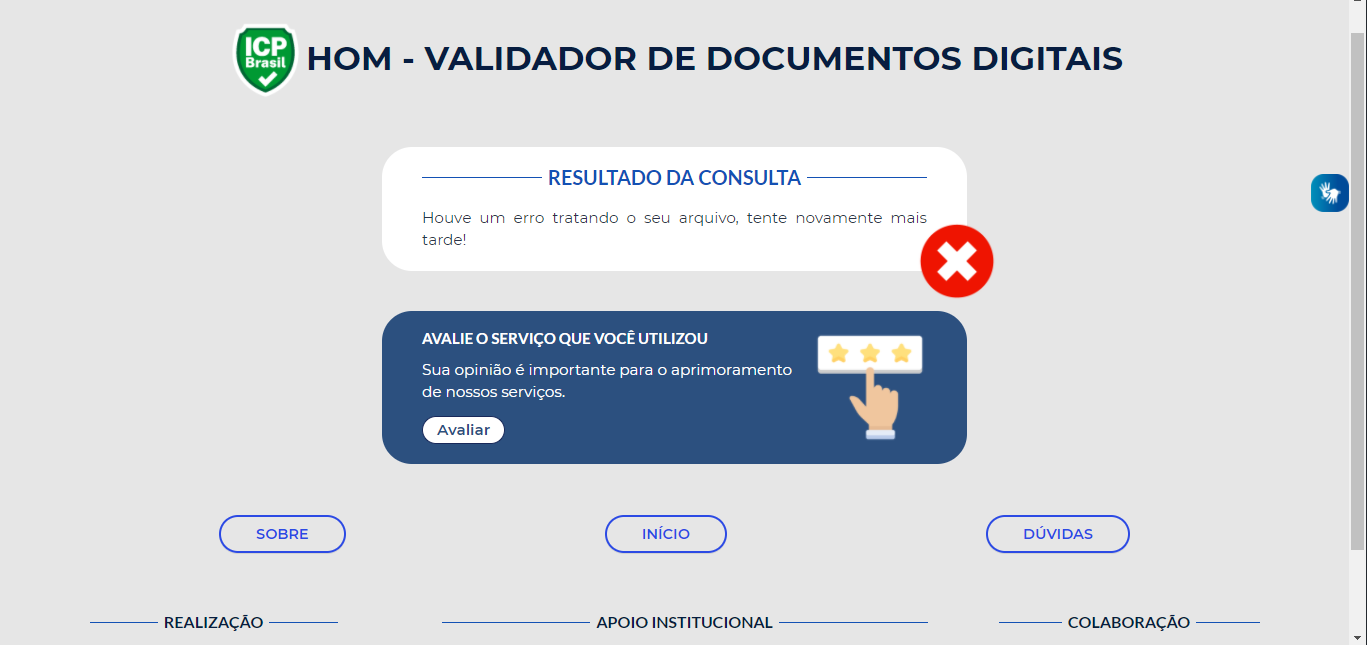 ICP
Brasil
HOM - VALIDADOR DE DOCUMENTOS DIGITAIS
RESULTADO DA CONSULTA
Houve um erro tratando o seu arquivo, tente novamente mais
tarde!
AVALIE O SERVIÇO QUE VOCÊ UTILIZOU
Sua opinião é importante para o aprimoramento
de nossos serviços.
Avaliar
SOBRE
INÍCIO
DÚVIDAS
REALIZAÇÃO
APOIO INSTITUCIONAL
COLABORAÇÃO